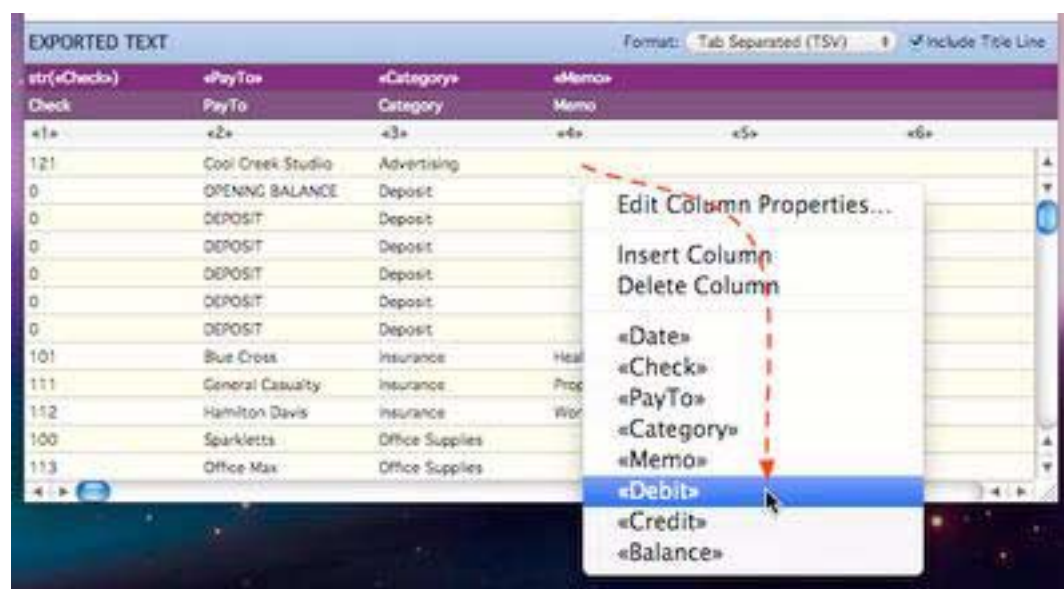 EXPORTED TEXT Format: Tab Separated (TSV) Include Title Line
str(«Check») «PayTo» «Category» «Memo»
Check PayTo Category Memo
«1» «2» «3» «4» «5» «6»
121 Cool Creek Studio Advertising
0 OPENING BALANCE Deposit
0 DEPOSIT Deposit
0 DEPOSIT Deposit
0 DEPOSIT Deposit
0 DEPOSIT Deposit
0 DEPOSIT Deposit
101 Blue Cross Insurance Heal
111 General Casualty Insurance Prop
112 Hamilton Davis Insurance Wor
100 Sparkletts Office Supplies
113 Office Max Office Supplies
Edit Column Properties...
Insert Column
Delete Column
«Date»
«Check»
«PayTo»
«Category»
«Memo»
«Debit»
«Credit»
«Balance»